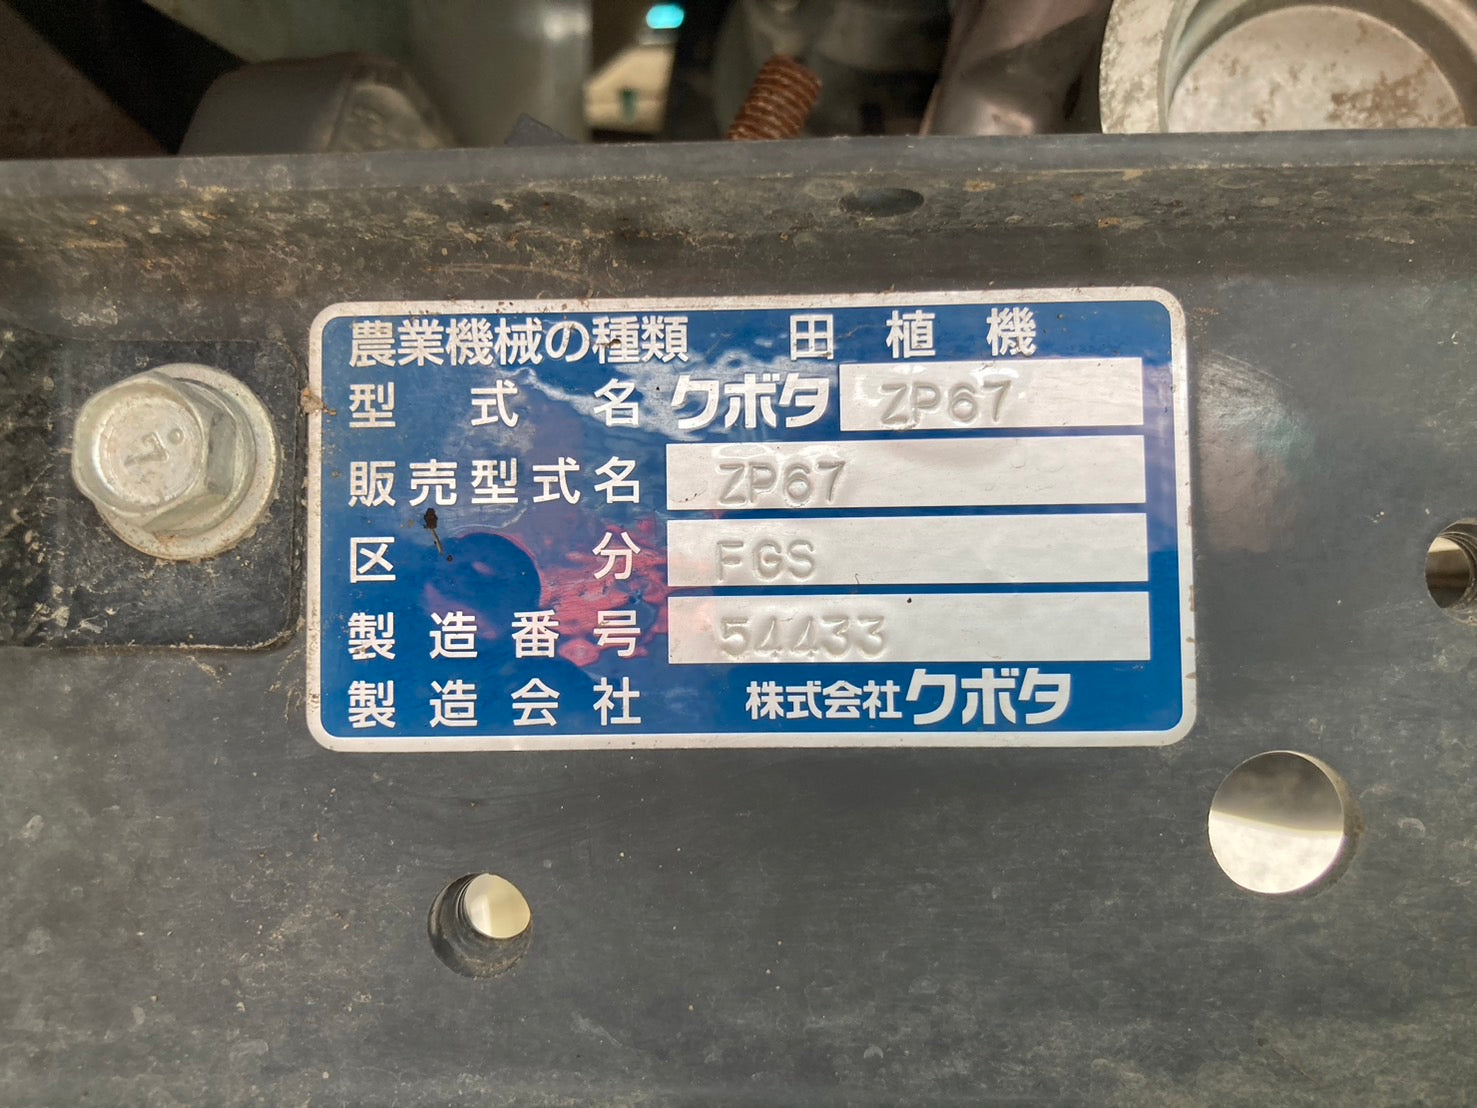 農業機械の種類 田植機
型式名 クボタ ZP67
販売型式名 ZP67
区分 FGS
製造番号 54433
製造会社 株式会社クボタ